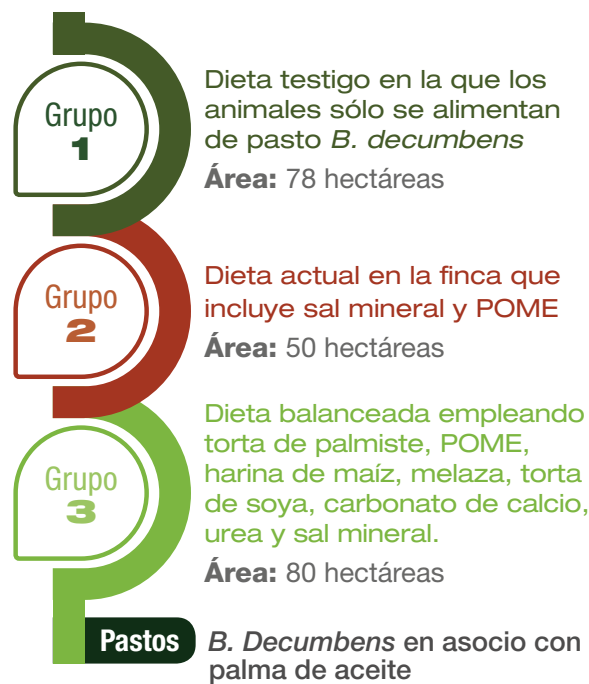 Grupo
1
Dieta testigo en la que los
animales sólo se alimentan
de pasto B. decumbens
Área: 78 hectáreas
Grupo
2
Dieta actual en la finca que
incluye sal mineral y POME
Área: 50 hectáreas
Grupo
3
Dieta balanceada empleando
torta de palmiste, POME,
harina de maíz, melaza, torta
de soya, carbonato de calcio,
urea y sal mineral.
Área: 80 hectáreas
Pastos
B. Decumbens en asocio con
palma de aceite